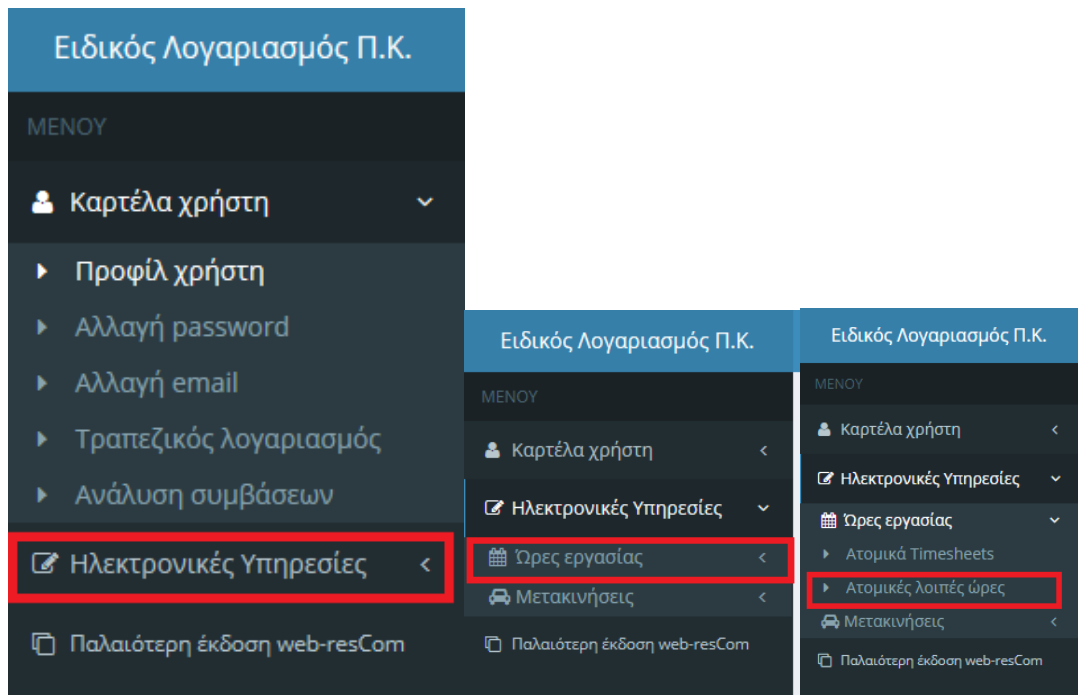 Ειδικός Λογαριασμός Π.Κ.
ΜΕΝΟΥ
Καρτέλα χρήστη
Προφίλ χρήστη
Αλλαγή password
Αλλαγή email
Τραπεζικός λογαριασμός
Ανάλυση συμβάσεων
Ηλεκτρονικές Υπηρεσίες
Παλαιότερη έκδοση web-resCom
Ειδικός Λογαριασμός Π.Κ.
ΜΕΝΟΥ
Καρτέλα χρήστη
Ηλεκτρονικές Υπηρεσίες
Ώρες εργασίας
Μετακινήσεις
Παλαιότερη έκδοση web-resCom
Ειδικός Λογαριασμός Π.Κ.
ΜΕΝΟΥ
Καρτέλα χρήστη
Ηλεκτρονικές Υπηρεσίες
Ώρες εργασίας
Ατομικά Timesheets
Ατομικές λοιπές ώρες
Μετακινήσεις
Παλαιότερη έκδοση web-resCom